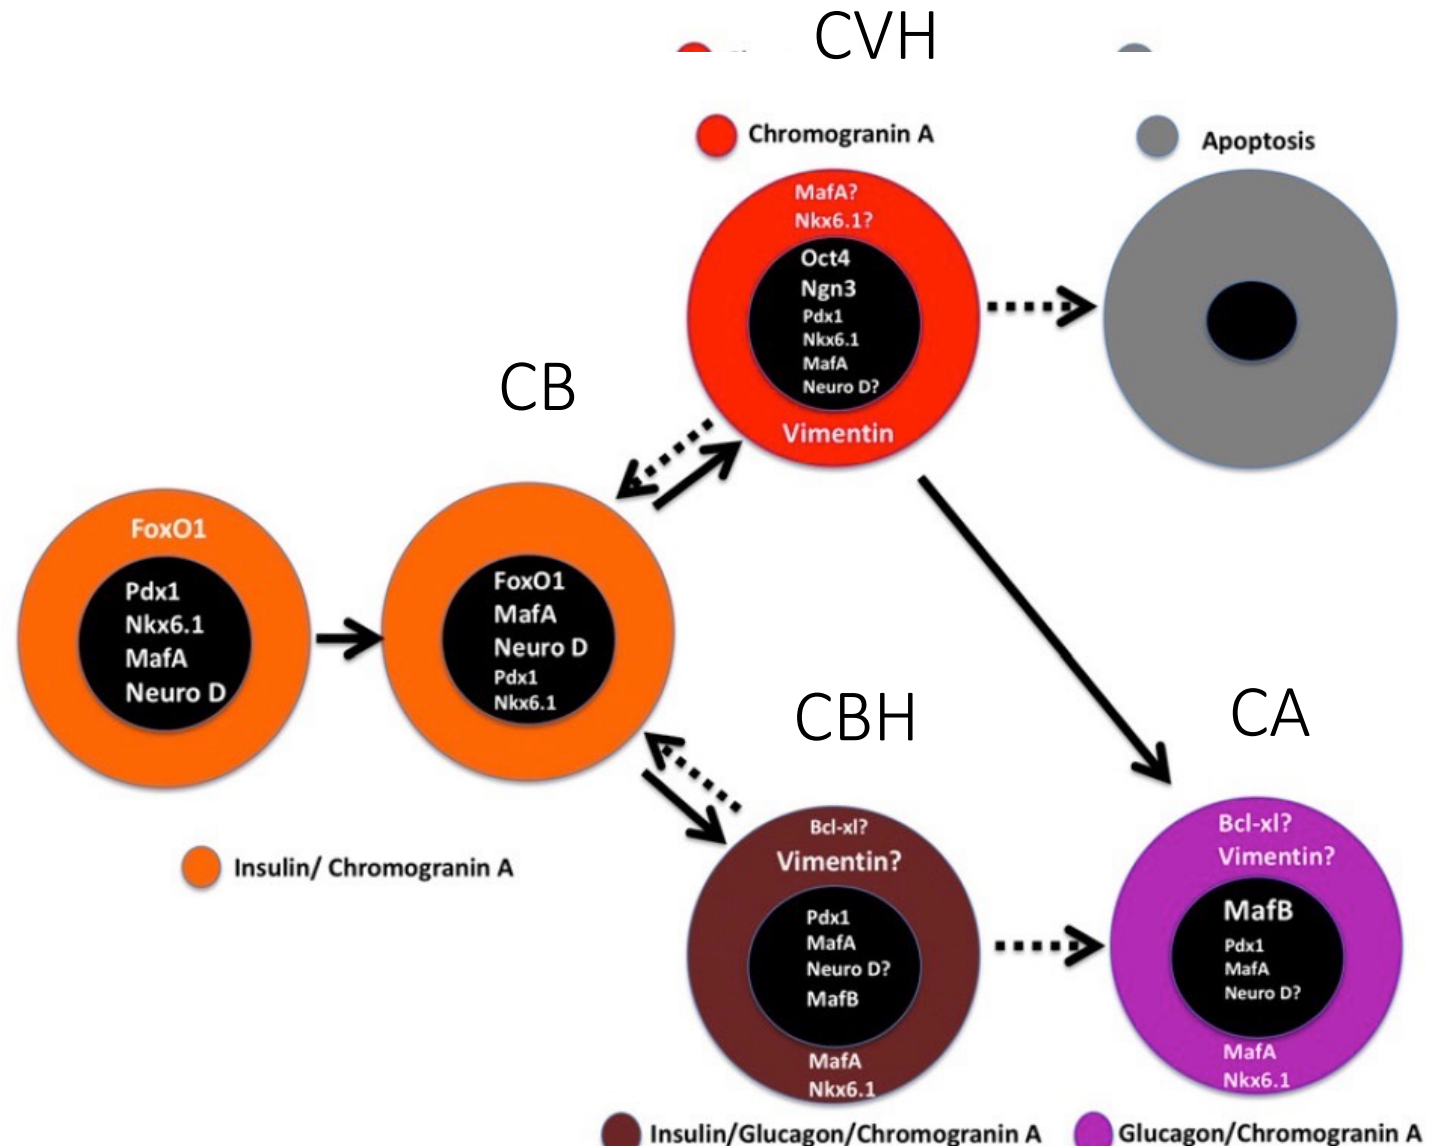 CVH
Chromogranin A
Apoptosis
MafA?
Nkx6.1?
Oct4
Ngn3
Pdx1
Nkx6.1
MafA
Neuro D?
Vimentin
CB
FoxO1
Pdx1
Nkx6.1
MafA
Neuro D
FoxO1
MafA
Neuro D
Pdx1
Nkx6.1
Insulin/ Chromogranin A
CBH
Bcl-xl?
Vimentin?
Pdx1
MafA
Neuro D?
MafB
MafA
Nkx6.1
Insulin/Glucagon/Chromogranin A
CA
Bcl-xl?
Vimentin?
MafB
Pdx1
MafA
Neuro D?
MafA
Nkx6.1
Glucagon/Chromogranin A